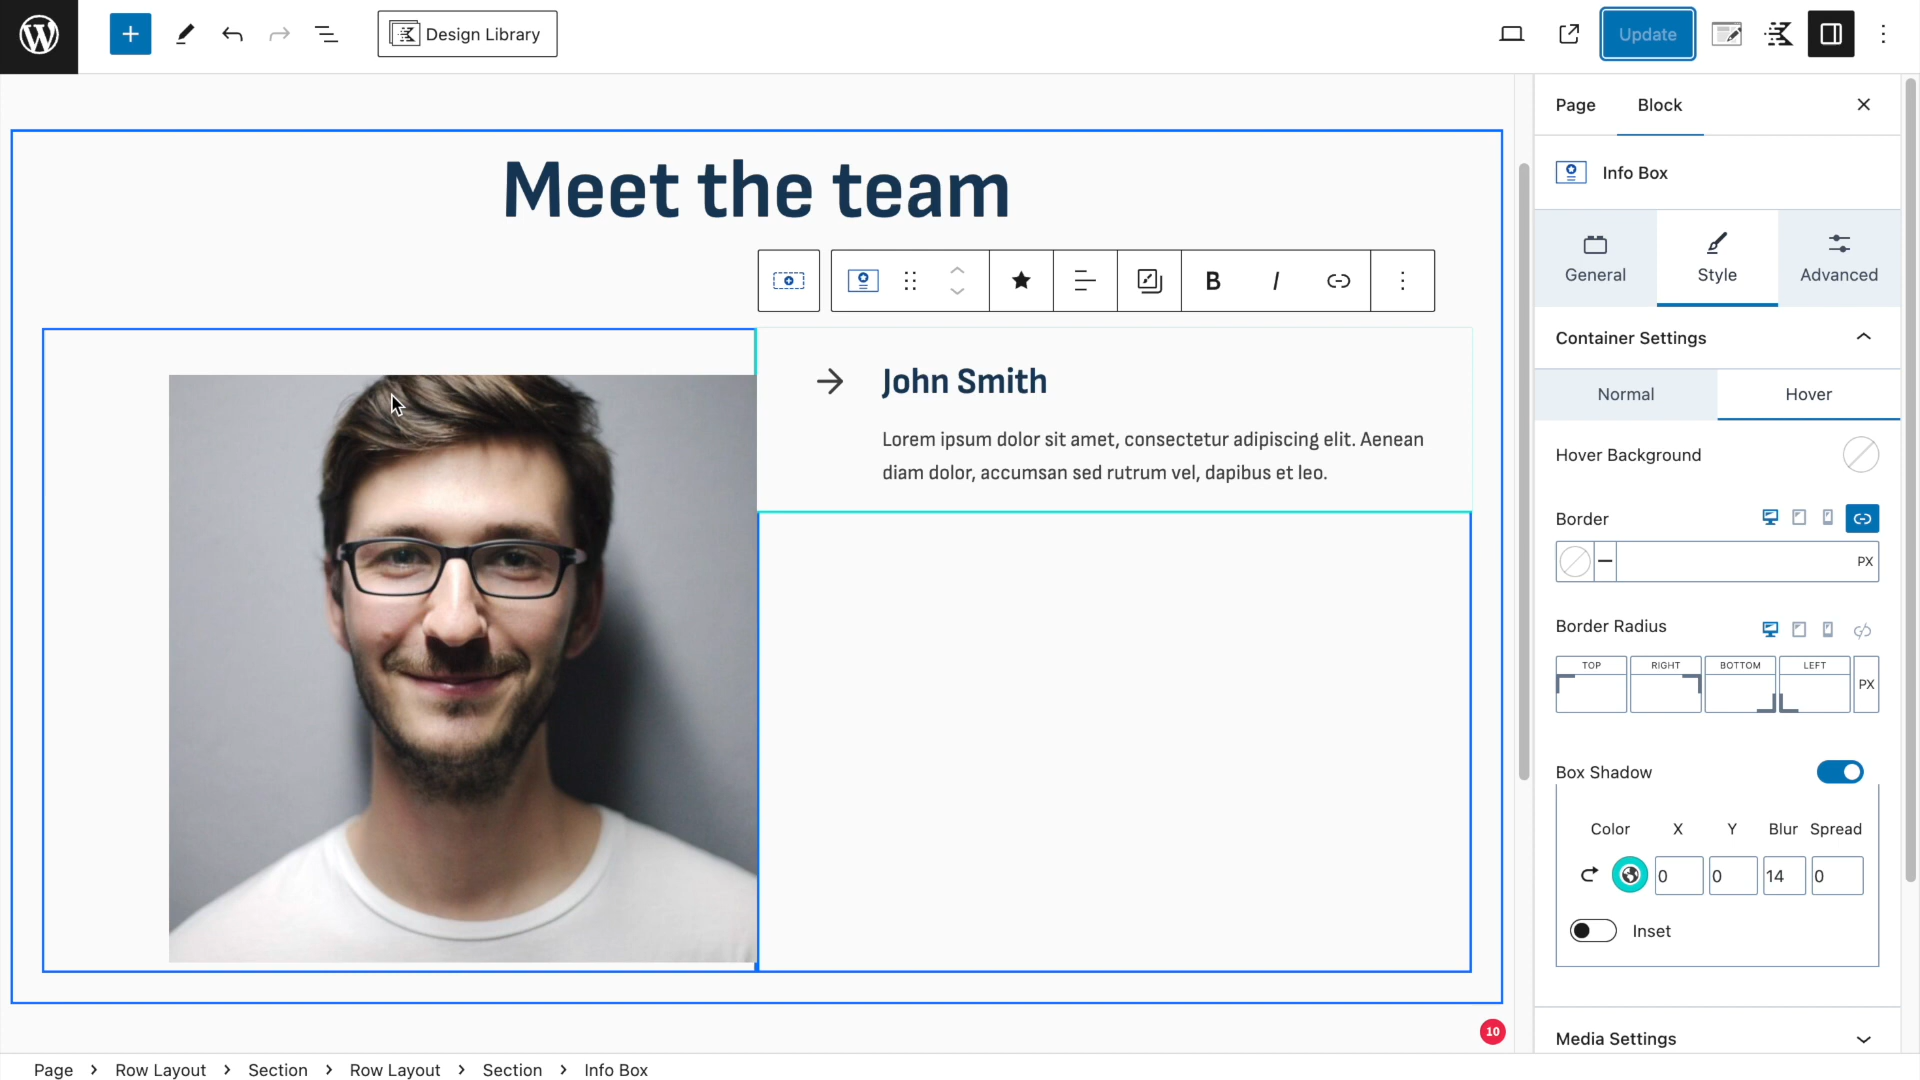 Design Library
Update
Page
Block
Info Box
General
Style
Advanced
Container Settings
Normal
Hover
Hover Background
Border
PX
Border Radius
TOP
RIGHT
BOTTOM
LEFT
PX
Box Shadow
Color
X
Y
Blur
Spread
0
0
14
0
Inset
Media Settings
Meet the team
B
I
John Smith
Lorem ipsum dolor sit amet, consectetur adipiscing elit. Aenean
diam dolor, accumsan sed rutrum vel, dapibus et leo.
10
Page > Row Layout > Section > Row Layout > Section > Info Box